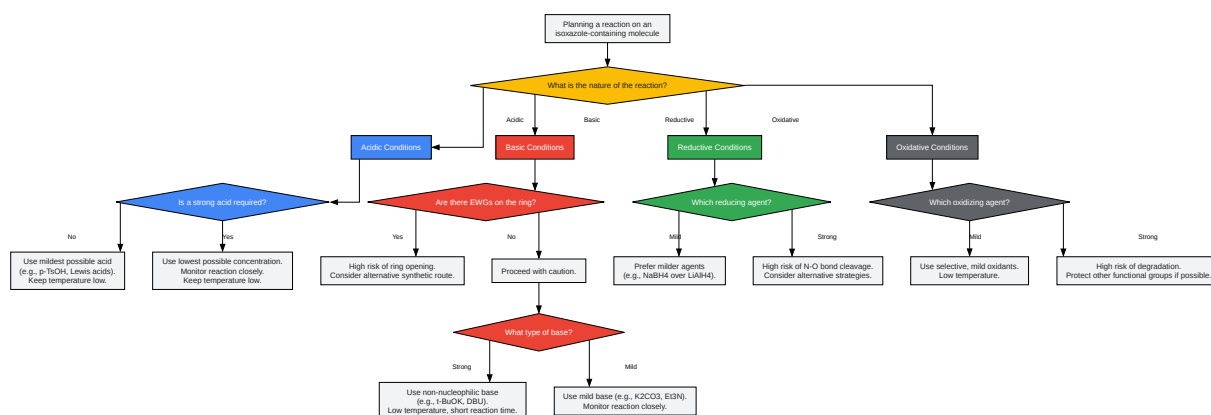 Planning a reaction on an
isoxazole-containing molecule
What is the nature of the reaction?
Acidic
Basic
Reductive
Oxidative
Acidic Conditions
Basic Conditions
Reductive Conditions
Oxidative Conditions
Is a strong acid required?
Are there EWGs on the ring?
Which reducing agent?
Which oxidizing agent?
No
Yes
Yes
No
Mild
Strong
Mild
Strong
Use mildest possible acid
(e.g., p-TsOH, Lewis acids).
Keep temperature low.
Use lowest possible concentration.
Monitor reaction closely.
Keep temperature low.
High risk of ring opening.
Consider alternative synthetic route.
Proceed with caution.
Prefer milder agents
(e.g., NaBH4 over LiAlH4).
High risk of N-O bond cleavage.
Consider alternative strategies.
Use selective, mild oxidants.
Low temperature.
High risk of degradation.
Protect other functional groups if possible.
What type of base?
Strong
Mild
Use non-nucleophilic base
(e.g., t-BuOK, DBU).
Low temperature, short reaction time.
Use mild base (e.g., K2CO3, Et3N).
Monitor reaction closely.